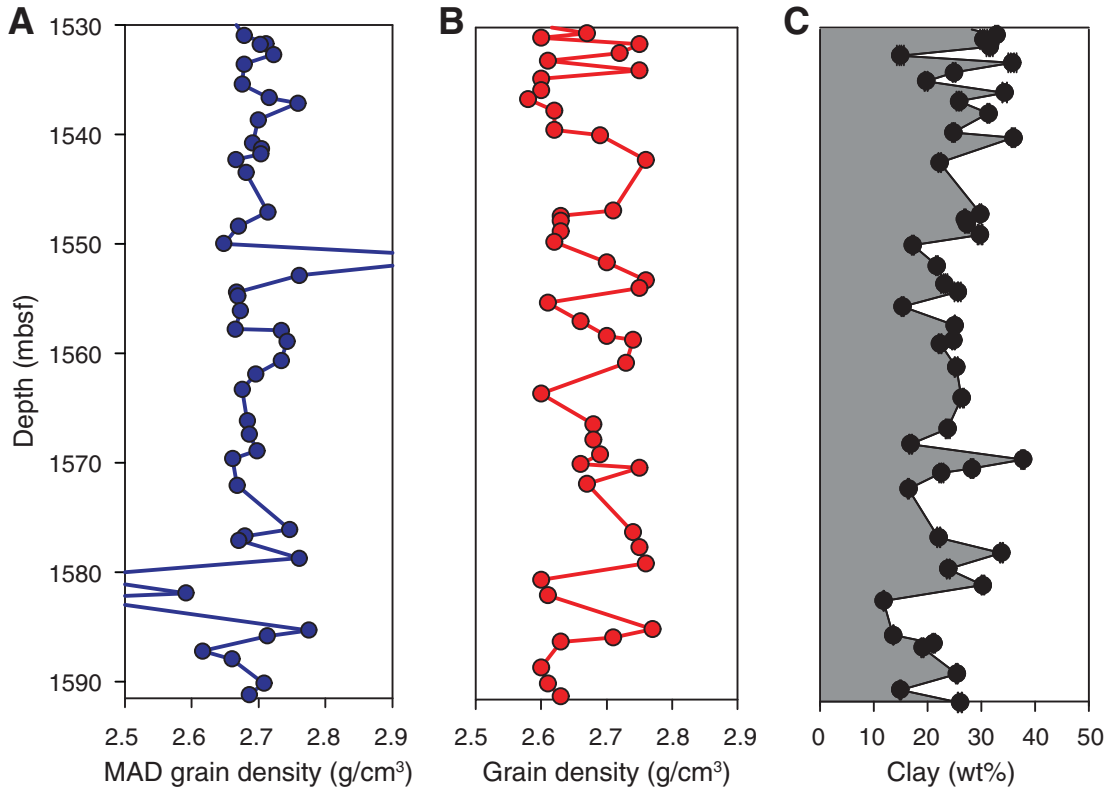 A
B
C
1530
1540
1550
1560
1570
1580
1590
Depth (mbsf)
2.5 2.6 2.7 2.8 2.9
MAD grain density (g/cm³)
2.5 2.6 2.7 2.8 2.9
Grain density (g/cm³)
0 10 20 30 40 50
Clay (wt%)